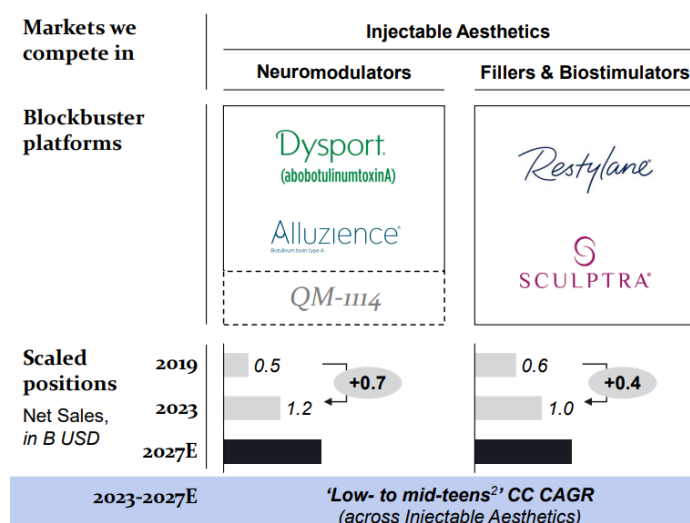 Markets we compete in
Injectable Aesthetics
Neuromodulators
Fillers & Biostimulators
Blockbuster platforms
Dysport.
(abobotulinumtoxinA)
Alluzience®
Botulinum toxin type A
QM-1114
Restylane®
SCULPTRA®
Scaled positions
Net Sales,
in B USD
2019
0.5
+0.7
0.6
+0.4
2023
1.2
1.0
2027E
2023-2027E
'Low- to mid-teens²' CC CAGR
(across Injectable Aesthetics)